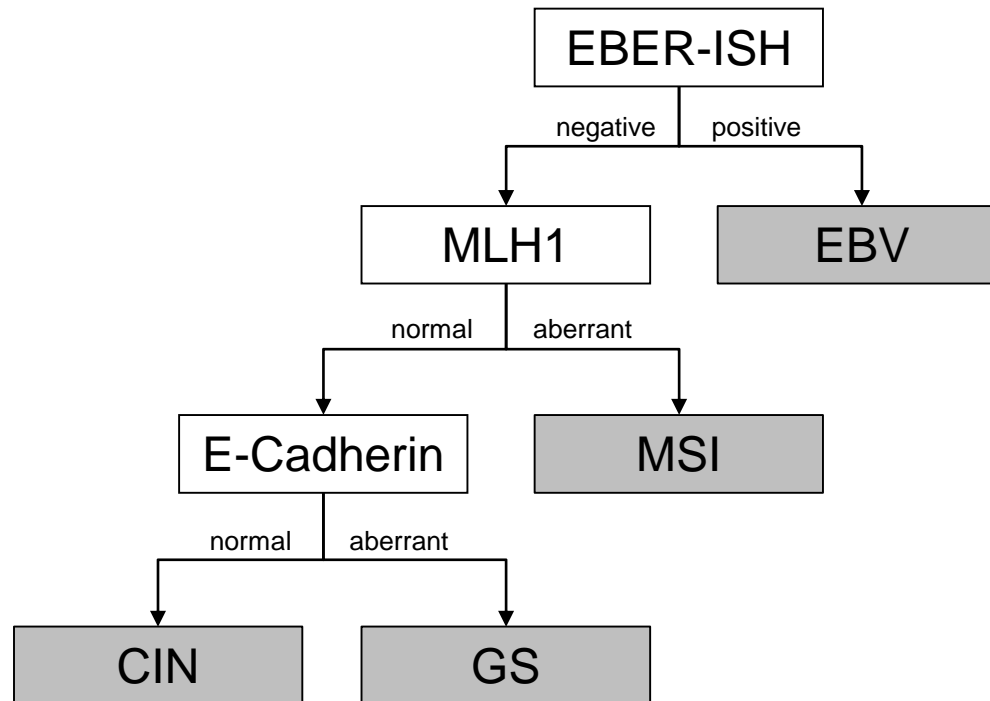 EBER-ISH
negative positive
MLH1
EBV
normal aberrant
E-Cadherin
MSI
normal aberrant
CIN
GS